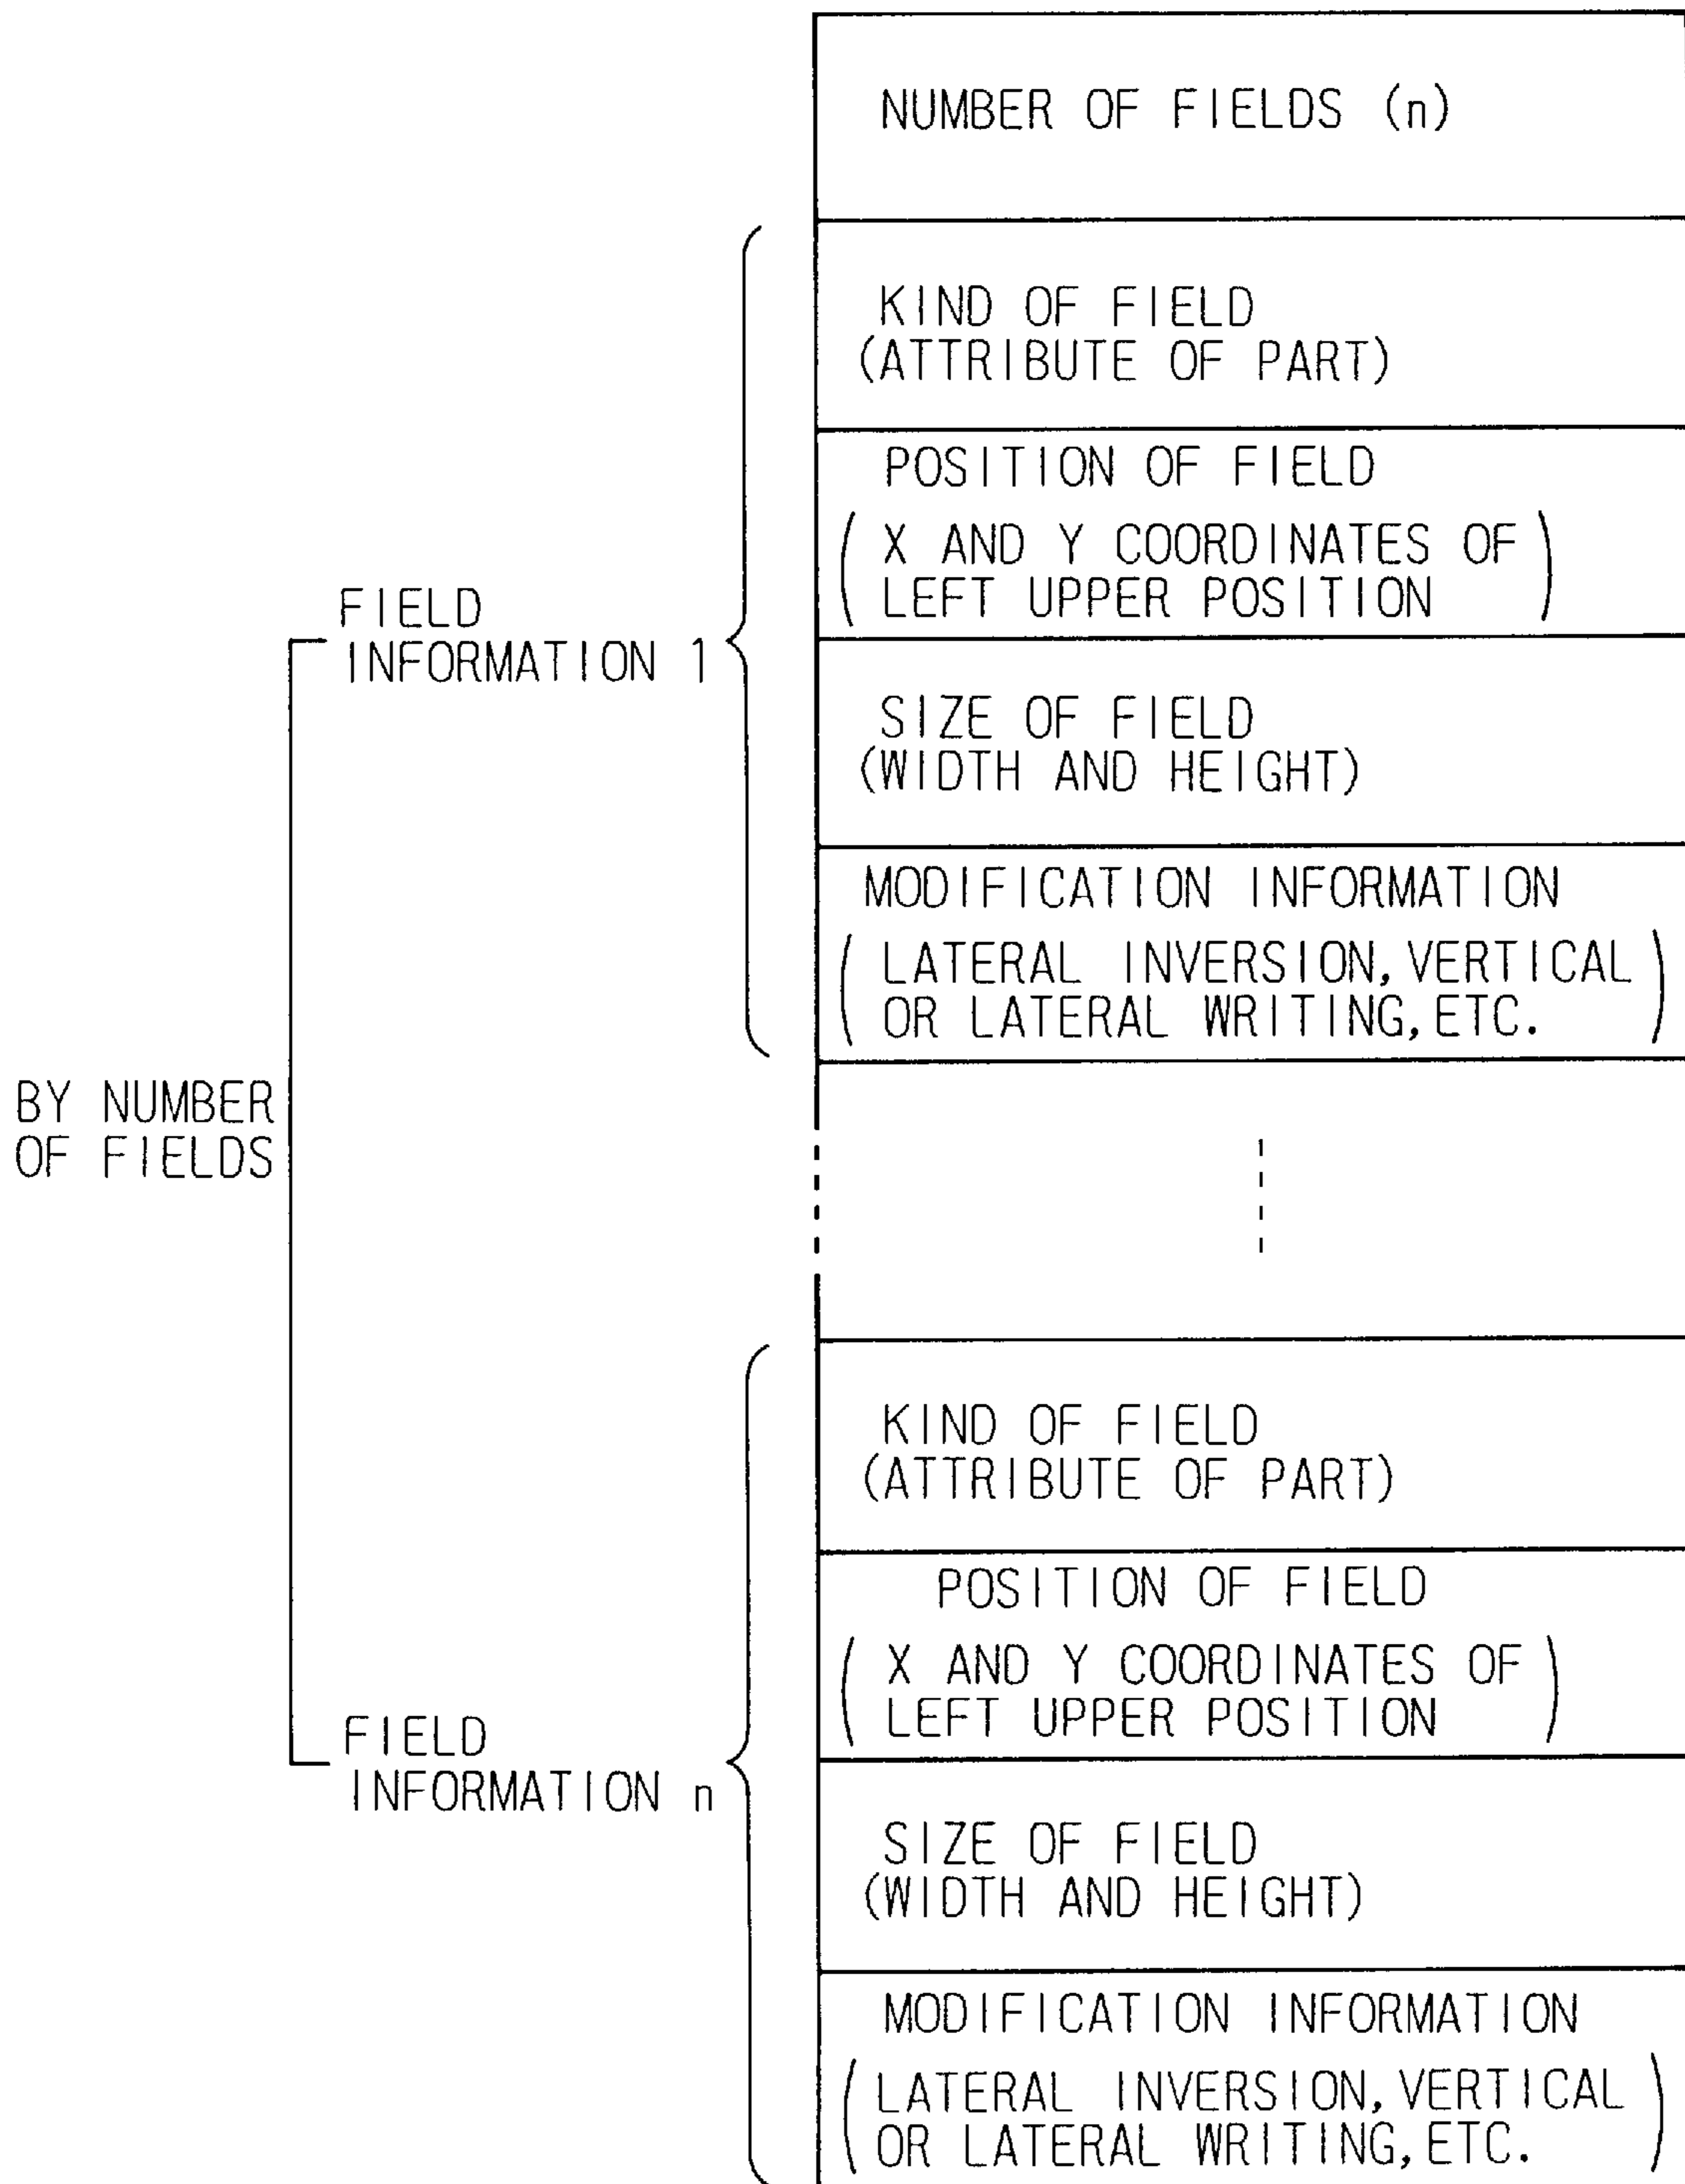 NUMBER OF FIELDS (n)
KIND OF FIELD
(ATTRIBUTE OF PART)
POSITION OF FIELD
(X AND Y COORDINATES OF
LEFT UPPER POSITION)
FIELD
INFORMATION 1
SIZE OF FIELD
(WIDTH AND HEIGHT)
MODIFICATION INFORMATION
(LATERAL INVERSION, VERTICAL
OR LATERAL WRITING, ETC.)
BY NUMBER
OF FIELDS
KIND OF FIELD
(ATTRIBUTE OF PART)
POSITION OF FIELD
(X AND Y COORDINATES OF
LEFT UPPER POSITION)
FIELD
INFORMATION n
SIZE OF FIELD
(WIDTH AND HEIGHT)
MODIFICATION INFORMATION
(LATERAL INVERSION, VERTICAL
OR LATERAL WRITING, ETC.)